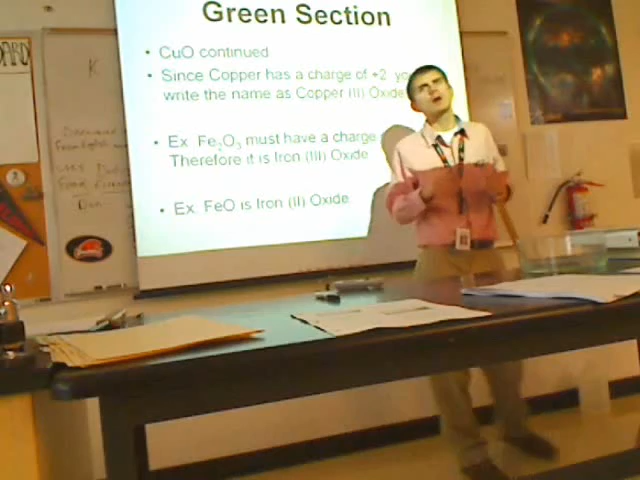 Green Section
• CuO continued
• Since Copper has a charge of +2 yo
write the name as Copper (II) Oxide
• Ex Fe₂O₃ must have a charge
Therefore it is Iron (III) Oxide
• Ex FeO is Iron (II) Oxide
K